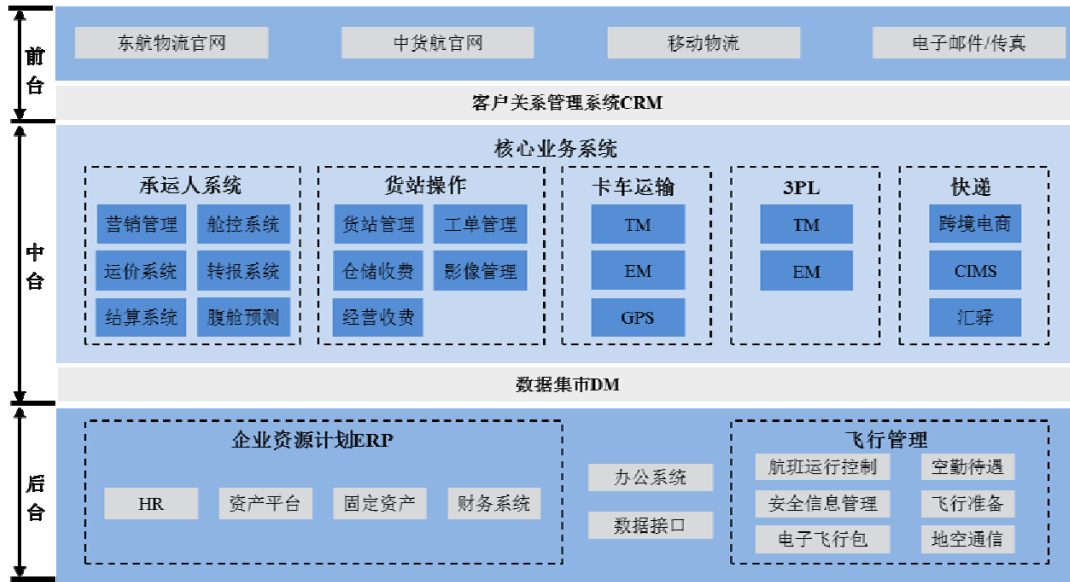 前台
东航物流官网
中货航官网
移动物流
电子邮件/传真
客户关系管理系统CRM
中台
核心业务系统
承运人系统
营销管理
舱控系统
运价系统
转报系统
结算系统
腹舱预测
货站操作
货站管理
工单管理
仓储收费
影像管理
经营收费
卡车运输
TM
EM
GPS
3PL
TM
EM
快递
跨境电商
CIMS
汇驿
数据集市DM
后台
企业资源计划ERP
HR
资产平台
固定资产
财务系统
办公系统
数据接口
飞行管理
航班运行控制
空勤待遇
安全信息管理
飞行准备
电子飞行包
地空通信